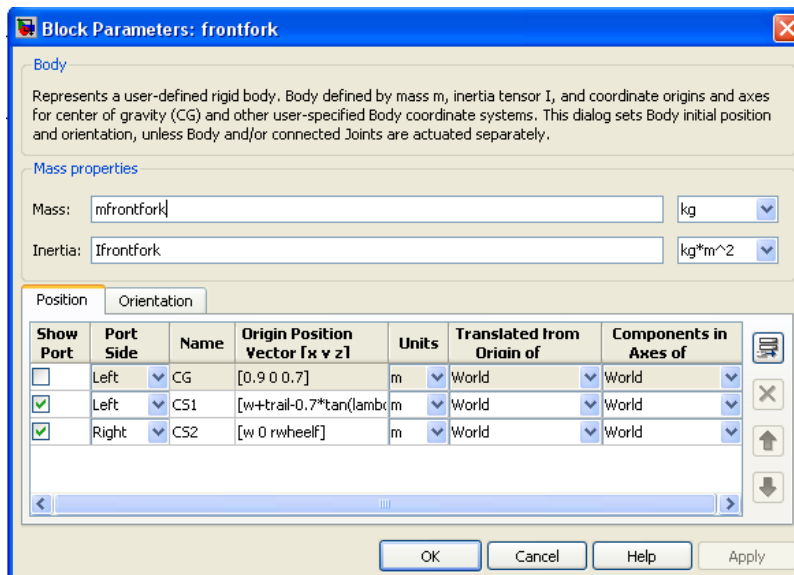 Block Parameters: frontfork
Body
Represents a user-defined rigid body. Body defined by mass m, inertia tensor I, and coordinate origins and axes
for center of gravity (CG) and other user-specified Body coordinate systems. This dialog sets Body initial position
and orientation, unless Body and/or connected Joints are actuated separately.
Mass properties
Mass: mfrontfork kg
Inertia: Ifrontfork kg*m^2
Position Orientation
Show Port Origin Position Translated from Components in
Port Side Name Vector [x y z] Units Origin of Axes of
Left CG [0.9 0 0.7] m World World
Left CS1 [w+trail-0.7*tan(lambd m World World
Right CS2 [w 0 rwheelf] m World World
OK Cancel Help Apply